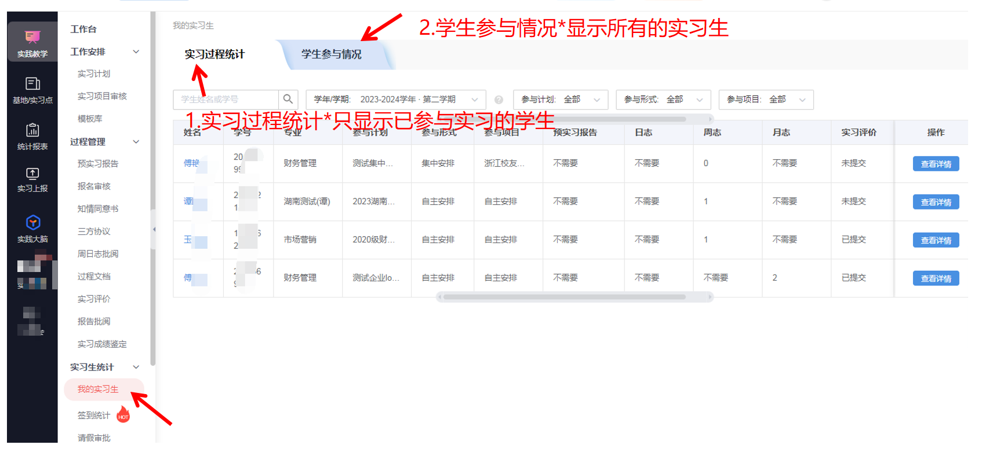 实践教学
基地/实习点
统计报表
实习上报
实践大脑
工作台
工作安排
实习计划
实习项目审核
模板库
过程管理
预实习报告
报名审核
知情同意书
三方协议
周日志批阅
过程文档
实习评价
报告批阅
实习成绩鉴定
实习生统计
我的实习生
签到统计 HOT
请假审批
我的实习生
2.学生参与情况*显示所有的实习生
实习过程统计 学生参与情况
学生姓名或学号 学年/学期: 2023-2024学年 · 第二学期 参与计划: 全部 参与形式: 全部 参与项目: 全部
1.实习过程统计*只显示已参与实习的学生
姓名 学号 专业 参与计划 参与形式 参与项目 预实习报告 日志 周志 月志 实习评价 操作
傅艳 20 99 财务管理 测试集中... 集中安排 浙江校友... 不需要 不需要 0 不需要 未提交 查看详情
谭 2 2 1 湖南测试(谭) 2023湖南... 自主安排 自主安排 不需要 不需要 1 不需要 未提交 查看详情
玉 1 6 2 市场营销 2020级财... 自主安排 自主安排 不需要 不需要 1 不需要 已提交 查看详情
傅 2 6 9 财务管理 测试企业lo... 自主安排 自主安排 不需要 不需要 不需要 2 已提交 查看详情